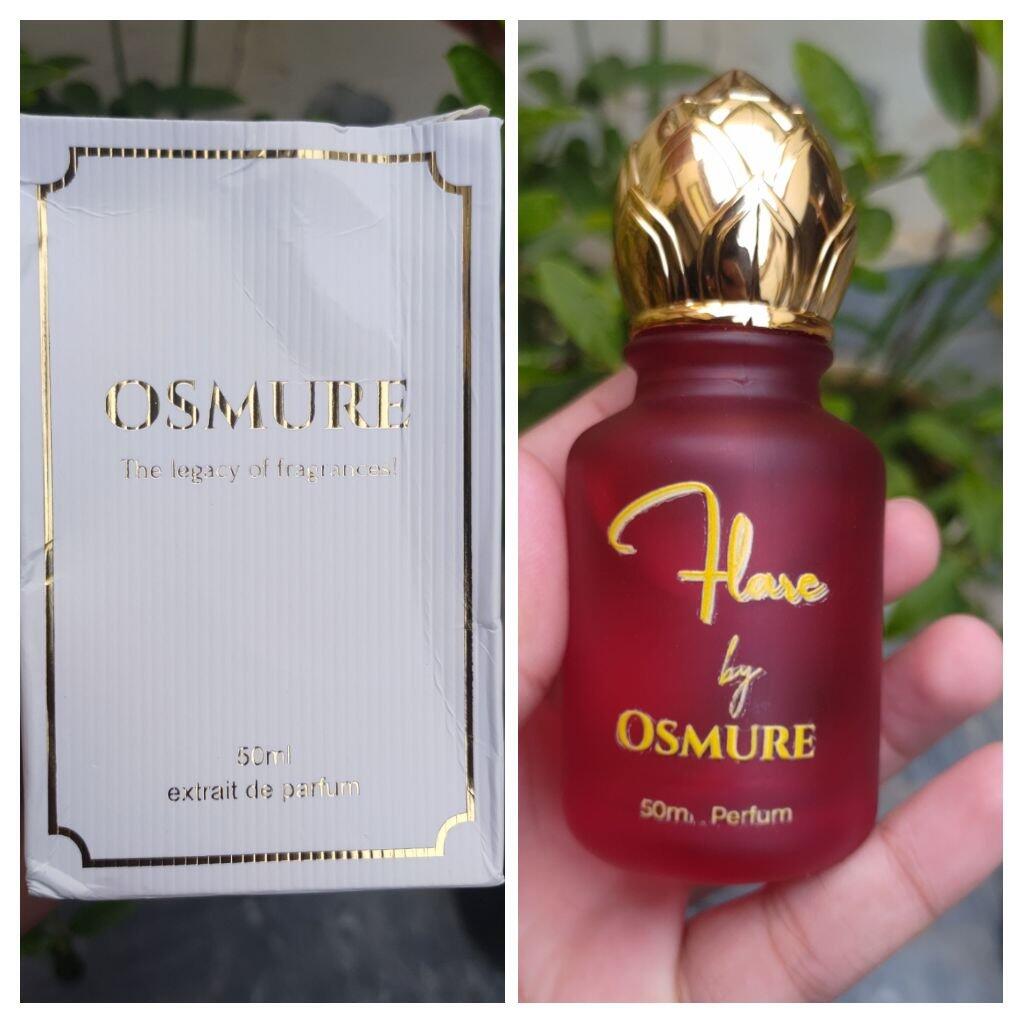 OSMURE
The legacy of fragrances!
50ml
extrait de parfum
Flare
by
OSMURE
50m Perfum